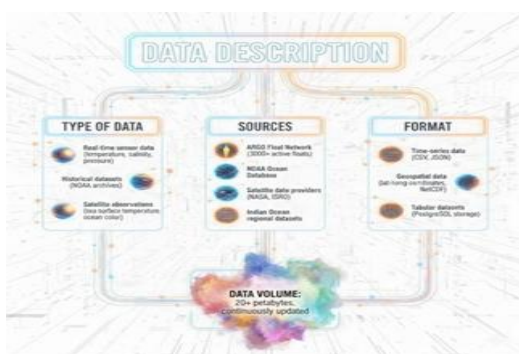 DATA DESCRIPTION
TYPE OF DATA
Real-time sensor data
(temperature, salinity,
pressure)
Historical datasets
(NOAA archives)
Satellite observations
(sea surface temperature,
ocean color)
SOURCES
ARGO Float Network
(3000+ active floats)
NOAA Ocean
Database
Satellite data providers
(NASA, ISRO)
Indian Ocean
regional datasets
FORMAT
Time-series data
(CSV, JSON)
Geospatial data
(lat-long coordinates,
NetCDF)
Tabular datasets
(PostgreSQL storage)
DATA VOLUME:
20+ petabytes,
continuously updated